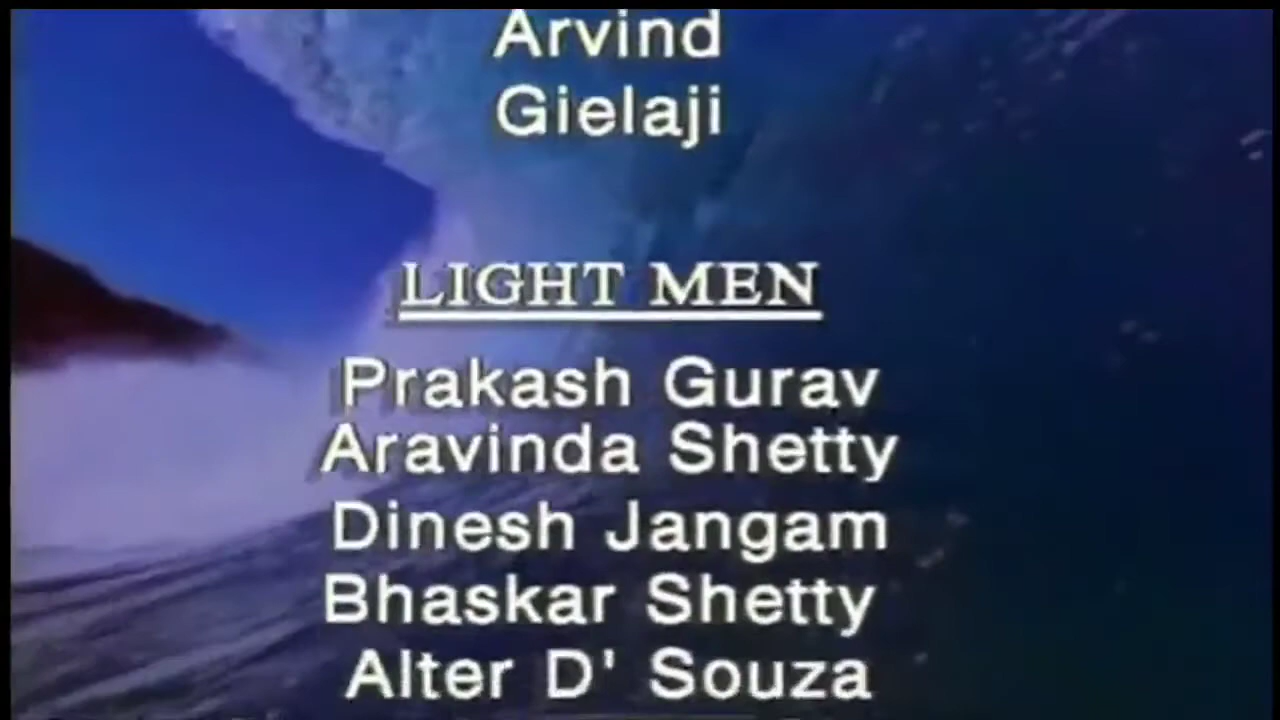 Arvind
Gielaji
LIGHT MEN
Prakash Gurav
Aravinda Shetty
Dinesh Jangam
Bhaskar Shetty
Alter D' Souza